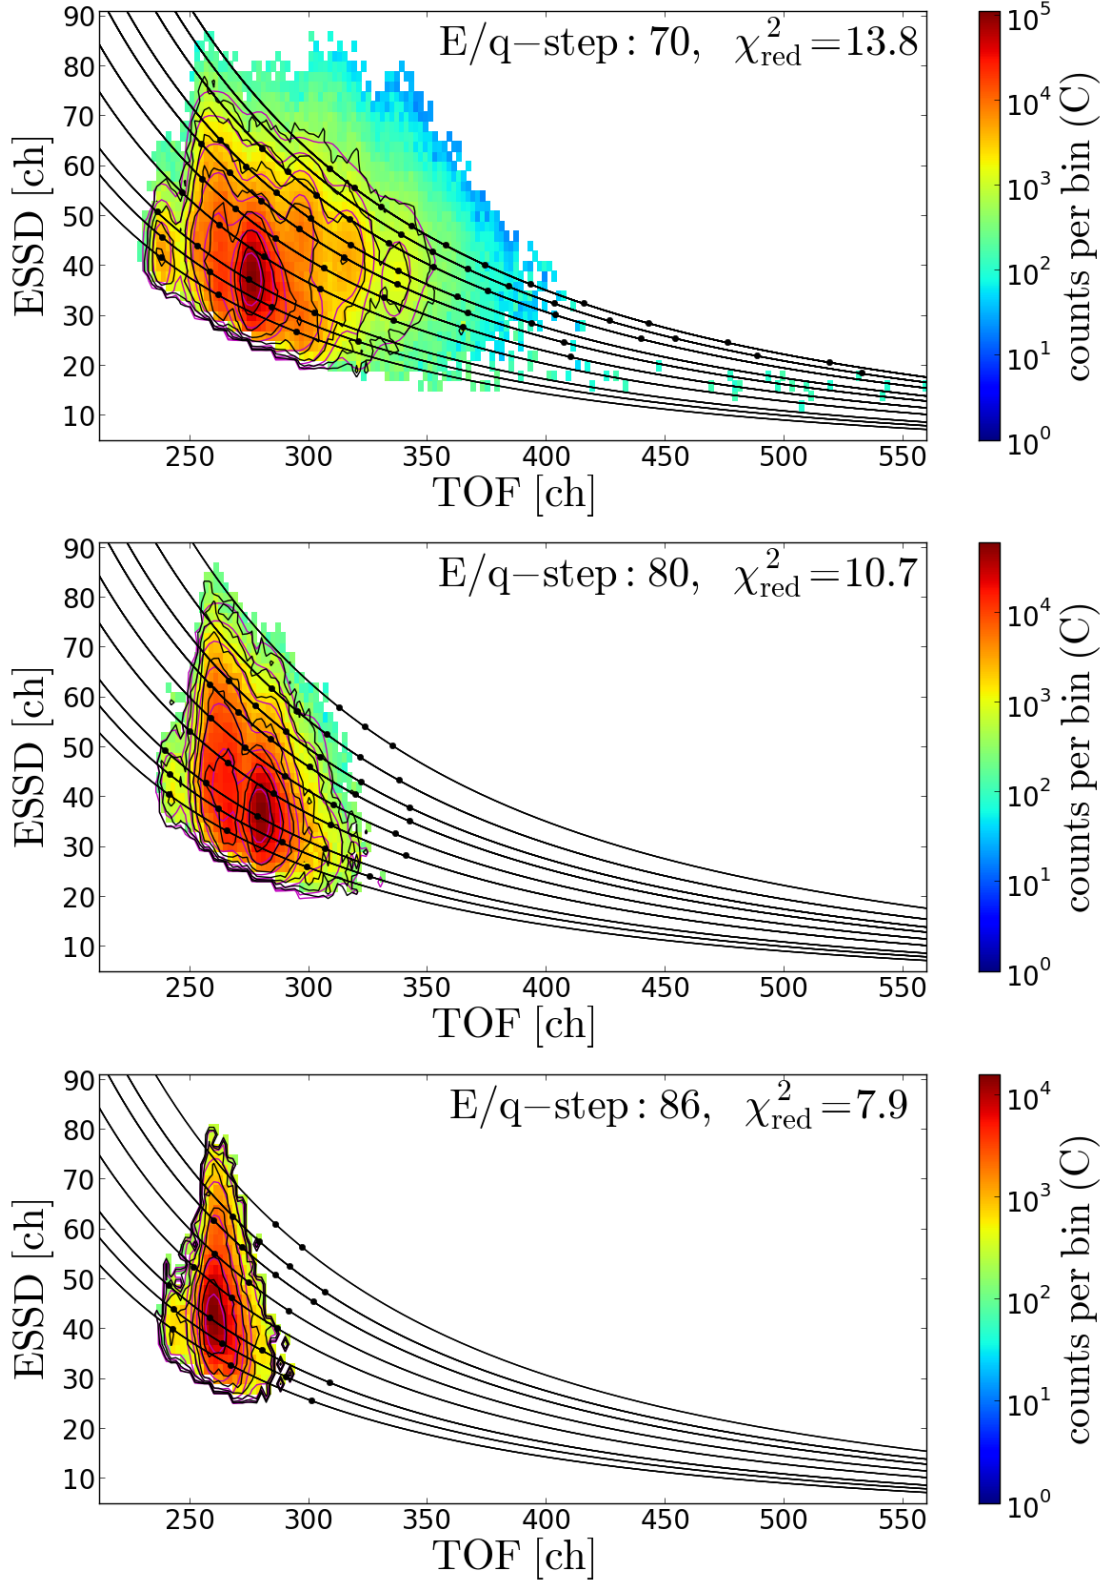 E/q−step: 70, χ²red=13.8
90
80
70
60
50
40
30
20
10
ESSD [ch]
250 300 350 400 450 500 550
TOF [ch]
10⁵
10⁴
10³
10²
10¹
10⁰
counts per bin (C)
E/q−step: 80, χ²red=10.7
90
80
70
60
50
40
30
20
10
ESSD [ch]
250 300 350 400 450 500 550
TOF [ch]
10⁴
10³
10²
10¹
10⁰
counts per bin (C)
E/q−step: 86, χ²red=7.9
90
80
70
60
50
40
30
20
10
ESSD [ch]
250 300 350 400 450 500 550
TOF [ch]
10⁴
10³
10²
10¹
10⁰
counts per bin (C)